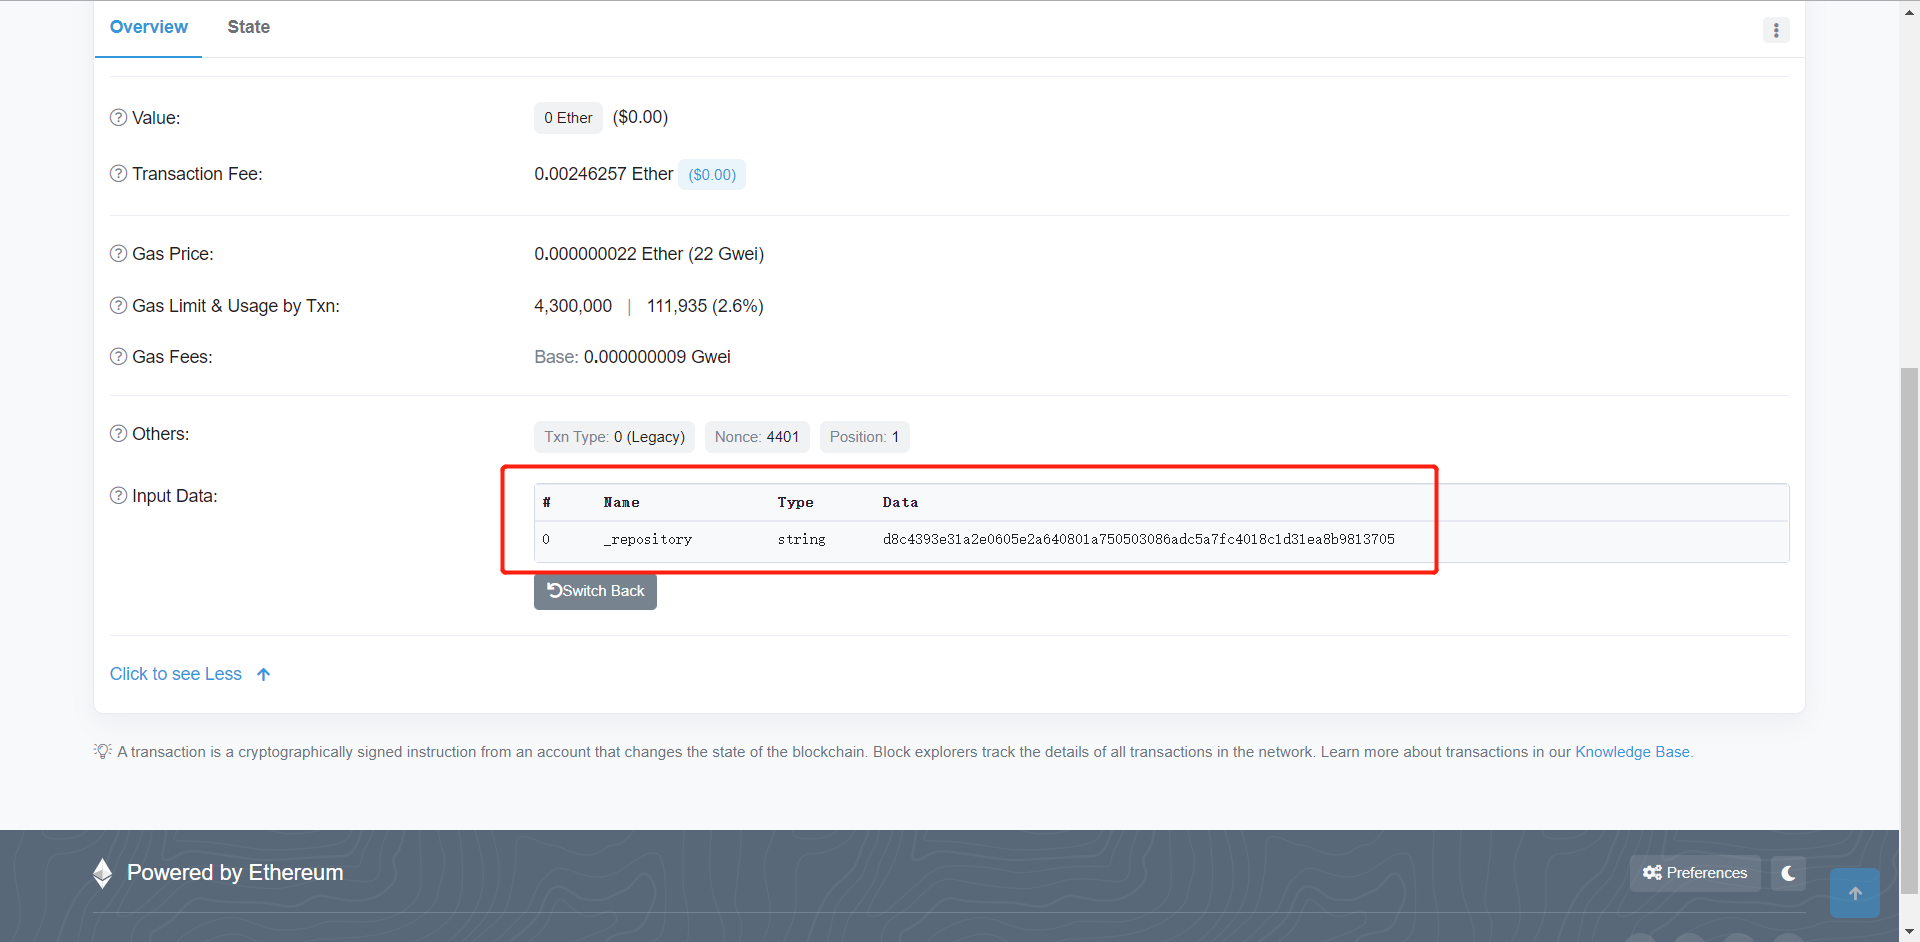 Overview State
Value: 0 Ether ($0.00)
Transaction Fee: 0.00246257 Ether ($0.00)
Gas Price: 0.000000022 Ether (22 Gwei)
Gas Limit & Usage by Txn: 4,300,000 | 111,935 (2.6%)
Gas Fees: Base: 0.000000009 Gwei
Others: Txn Type: 0 (Legacy) Nonce: 4401 Position: 1
Input Data:
# Name Type Data
0 _repository string d8c4393e31a2e0605e2a640801a750503086adc5a7fc4018c1d31ea8b9813705
Switch Back
Click to see Less
A transaction is a cryptographically signed instruction from an account that changes the state of the blockchain. Block explorers track the details of all transactions in the network. Learn more about transactions in our Knowledge Base.
Powered by Ethereum
Preferences